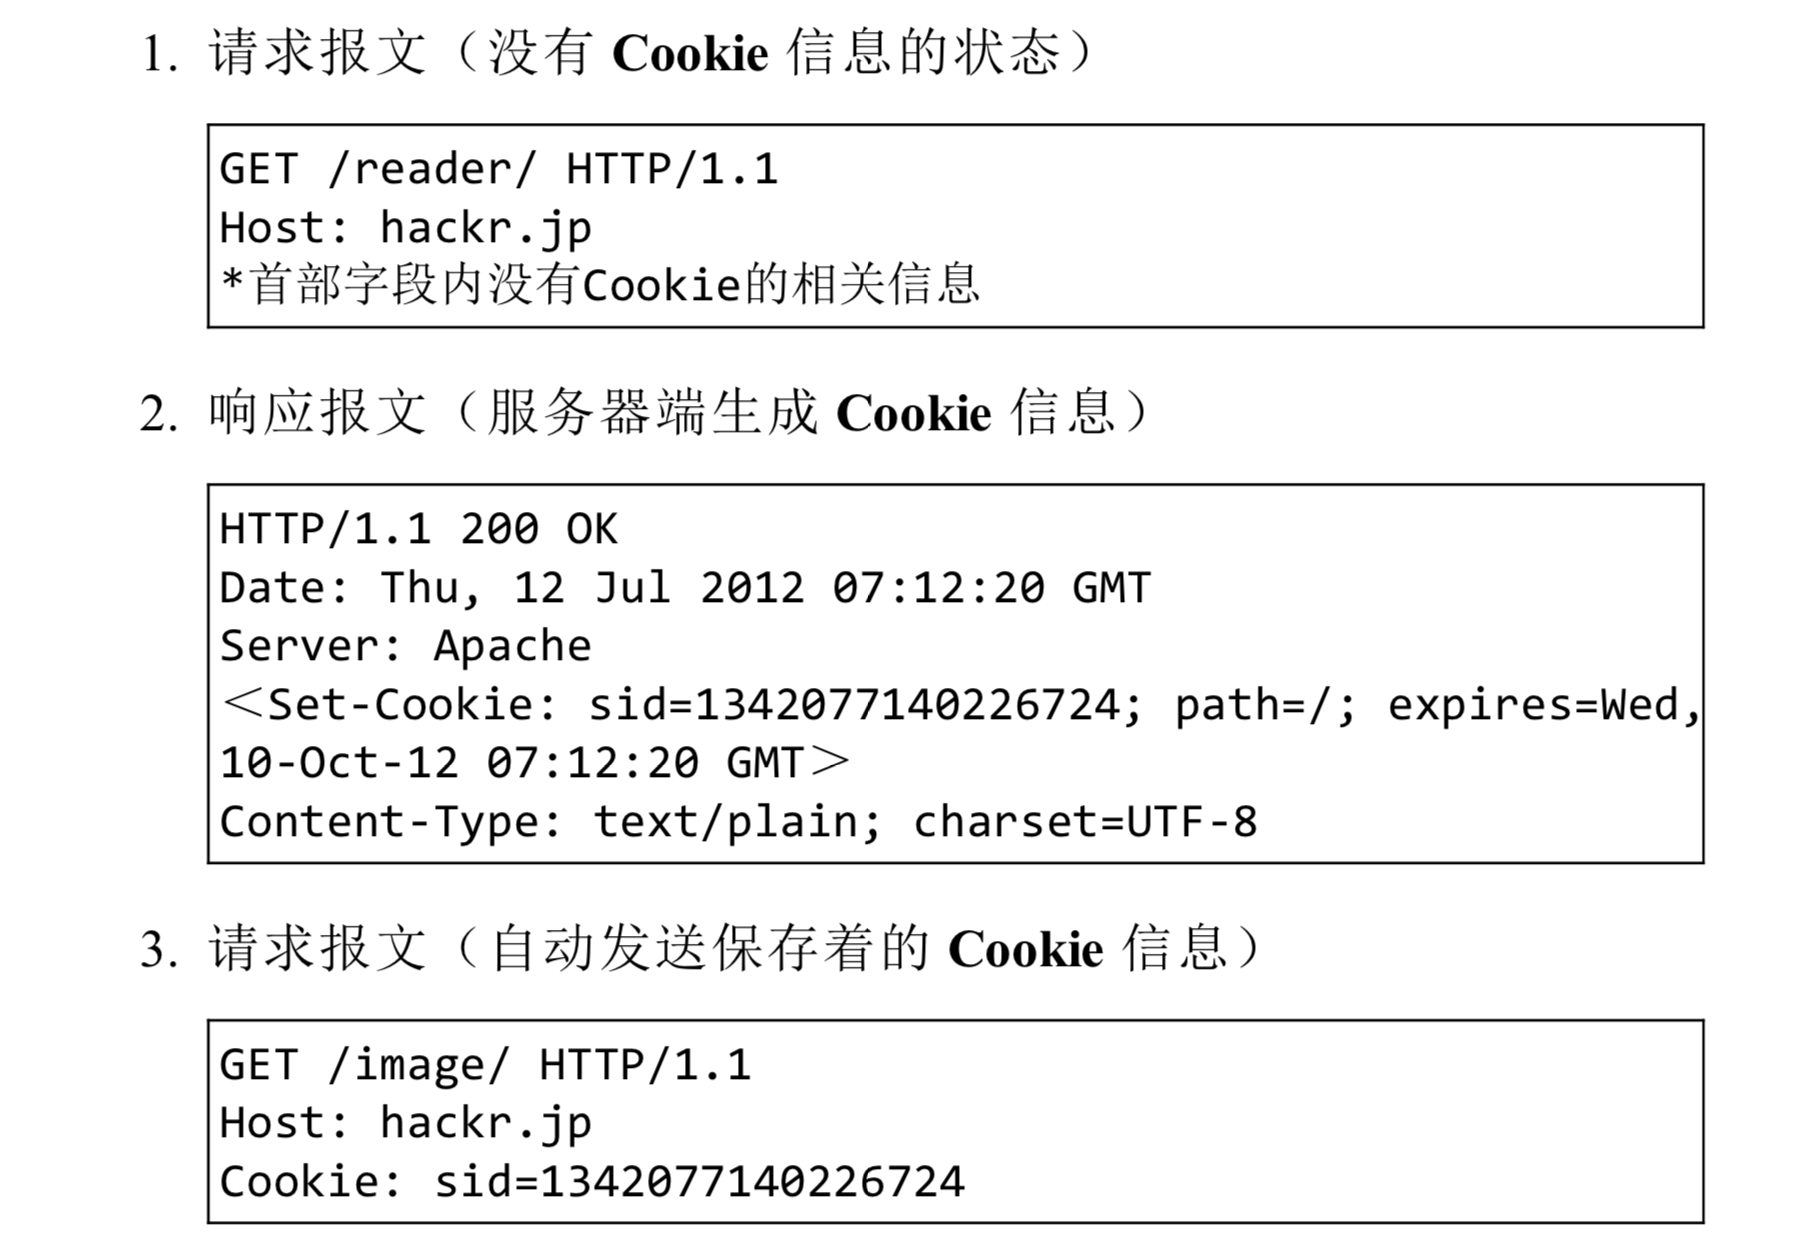 1. 请求报文（没有 Cookie 信息的状态）
GET /reader/ HTTP/1.1
Host: hackr.jp
*首部字段内没有Cookie的相关信息
2. 响应报文（服务器端生成 Cookie 信息）
HTTP/1.1 200 OK
Date: Thu, 12 Jul 2012 07:12:20 GMT
Server: Apache
＜Set-Cookie: sid=1342077140226724; path=/; expires=Wed,
10-Oct-12 07:12:20 GMT＞
Content-Type: text/plain; charset=UTF-8
3. 请求报文（自动发送保存着的 Cookie 信息）
GET /image/ HTTP/1.1
Host: hackr.jp
Cookie: sid=1342077140226724